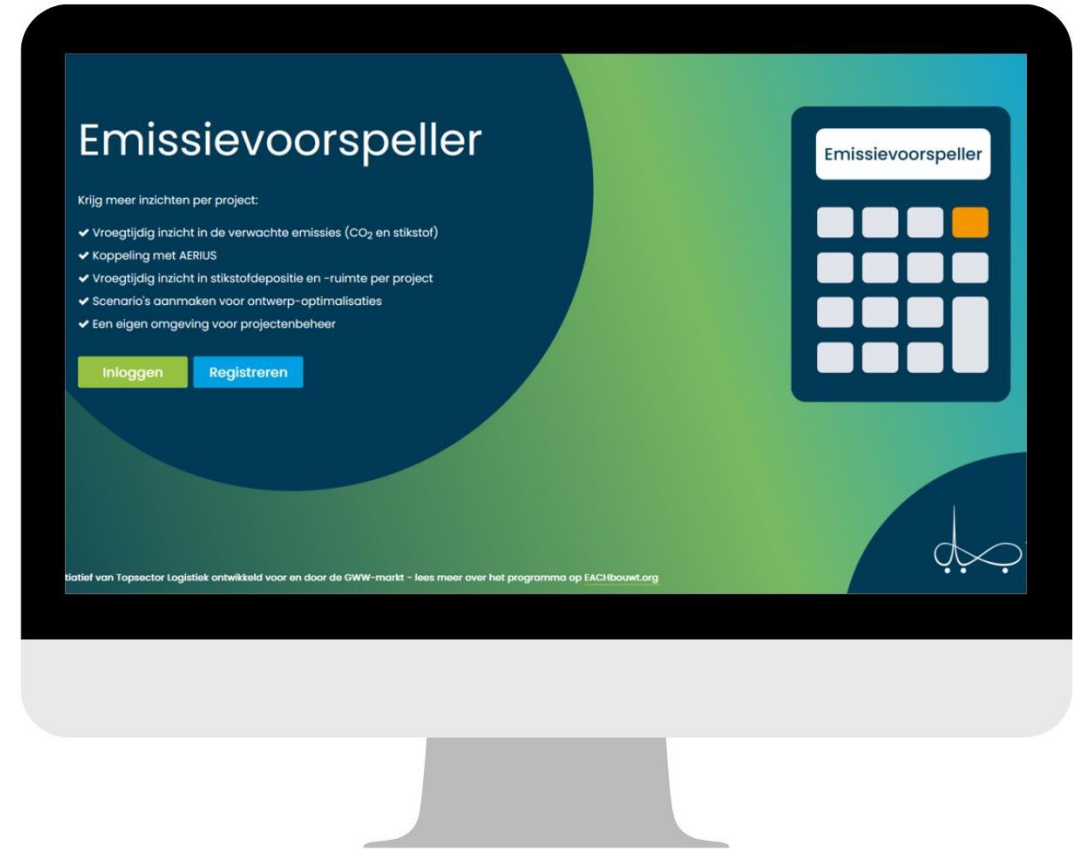 Emissievoorspeller
Krijg meer inzichten per project:
✔ Vroegtijdig inzicht in de verwachte emissies (CO₂ en stikstof)
✔ Koppeling met AERIUS
✔ Vroegtijdig inzicht in stikstofdepositie en -ruimte per project
✔ Scenario's aanmaken voor ontwerp-optimalisaties
✔ Een eigen omgeving voor projectenbeheer
Inloggen Registreren
Emissievoorspeller
tiatief van Topsector Logistiek ontwikkeld voor en door de GWW-markt - lees meer over het programma op EACHbouwt.org